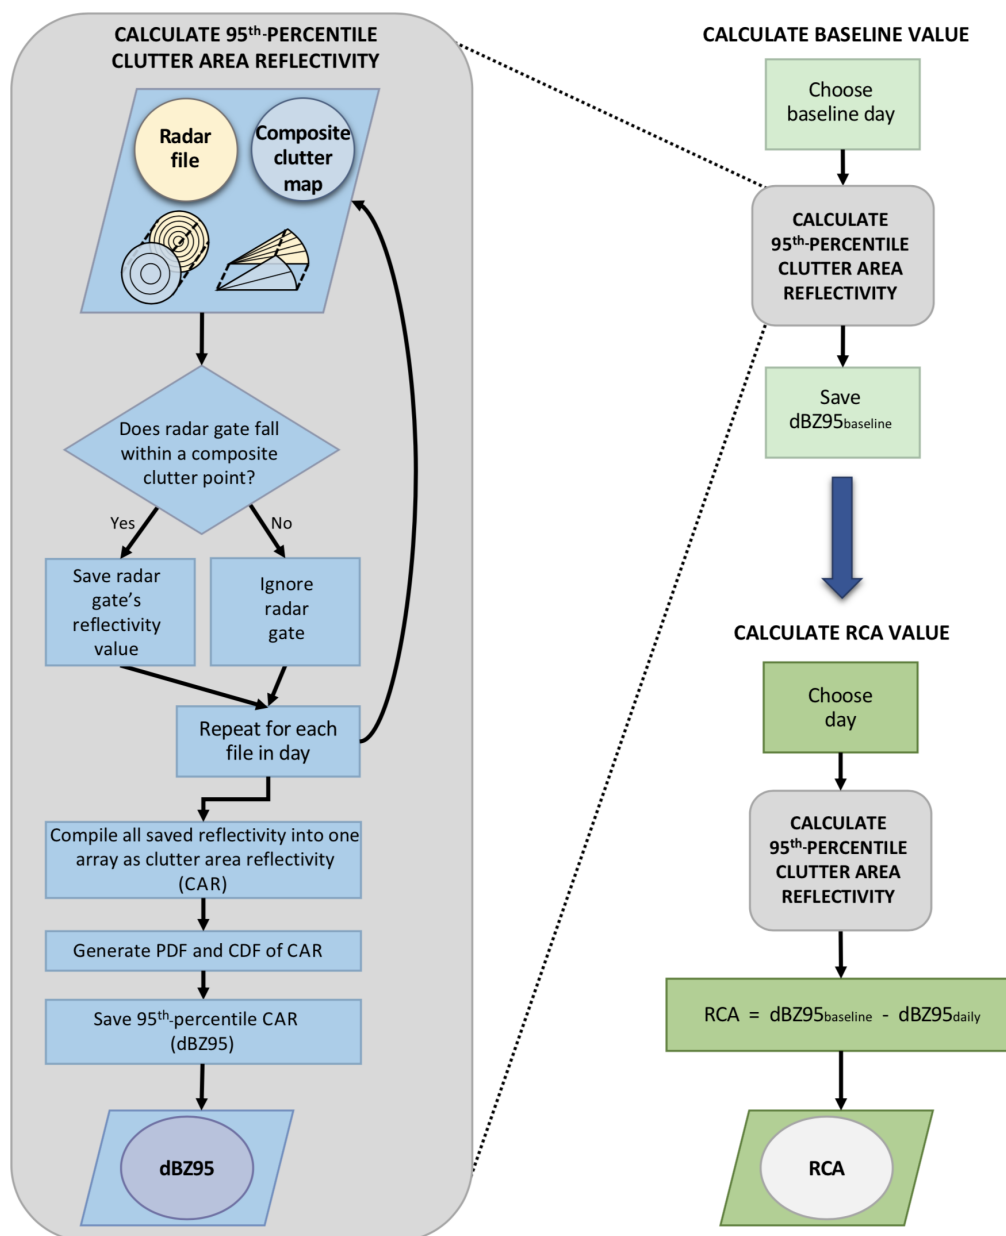 CALCULATE 95th-PERCENTILE
CLUTTER AREA REFLECTIVITY
Radar
file
Composite
clutter
map
Does radar gate fall
within a composite
clutter point?
Yes
No
Save radar
gate's
reflectivity
value
Ignore
radar
gate
Repeat for each
file in day
Compile all saved reflectivity into one
array as clutter area reflectivity
(CAR)
Generate PDF and CDF of CAR
Save 95th-percentile CAR
(dBZ95)
dBZ95
CALCULATE BASELINE VALUE
Choose
baseline day
CALCULATE
95th-PERCENTILE
CLUTTER AREA
REFLECTIVITY
Save
dBZ95baseline
CALCULATE RCA VALUE
Choose
day
CALCULATE
95th-PERCENTILE
CLUTTER AREA
REFLECTIVITY
RCA = dBZ95baseline - dBZ95daily
RCA